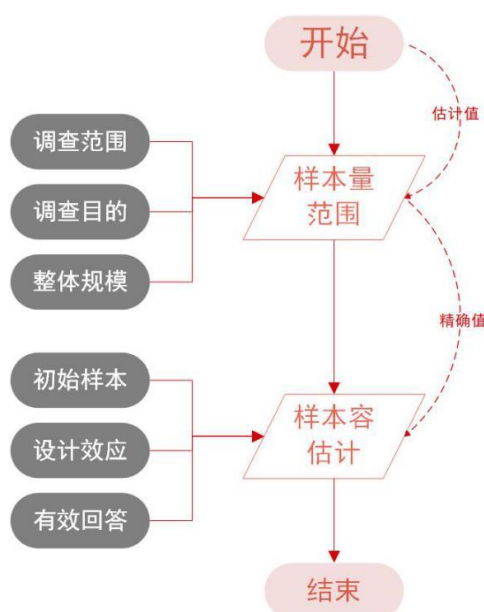 开始
估计值
调查范围
调查目的
整体规模
样本量
范围
精确值
初始样本
设计效应
有效回答
样本容
估计
结束